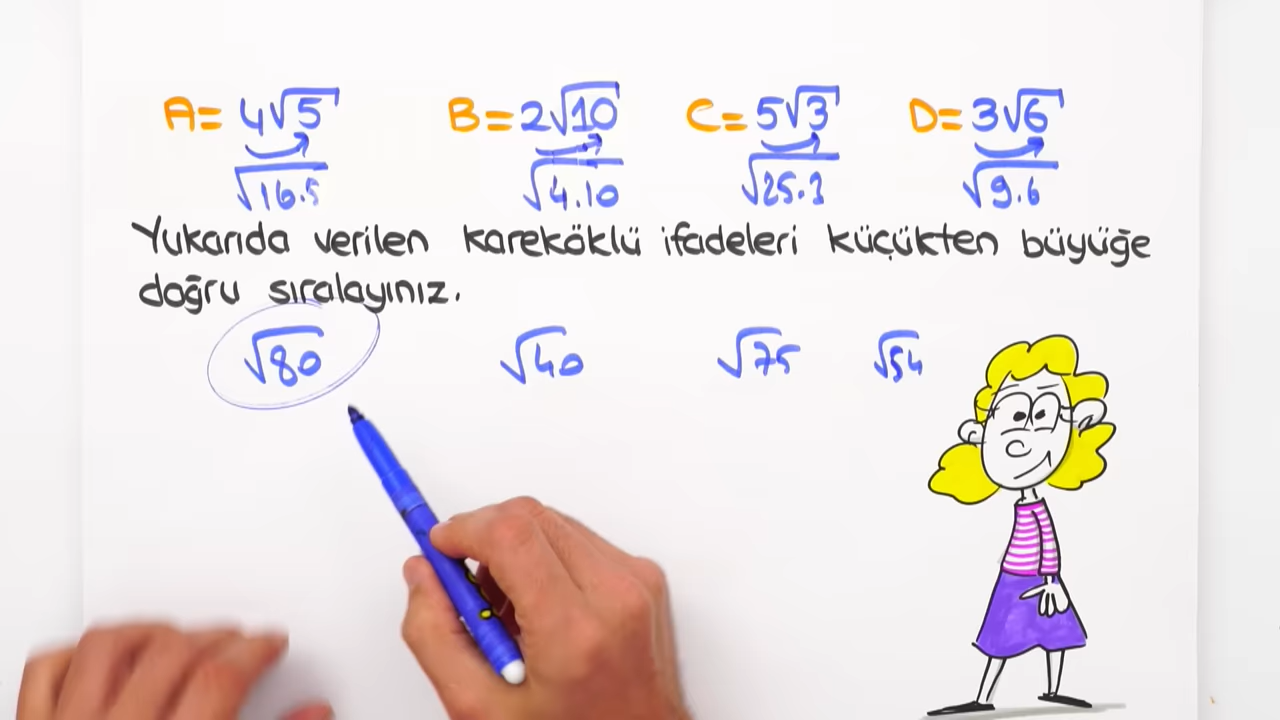 A= 4√5 B= 2√10 C= 5√3 D= 3√6
√16.5 √4.10 √25.3 √9.6
Yukarıda verilen kareköklü ifadeleri küçükten büyüğe
doğru sıralayınız.
√80 √40 √75 √54